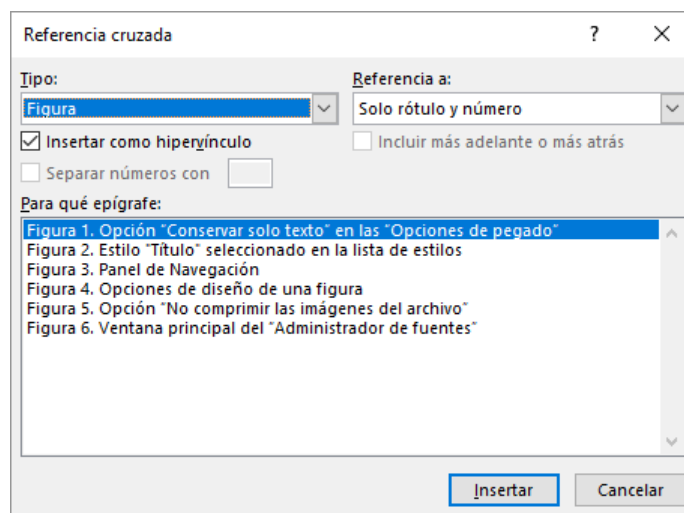 Referencia cruzada
Tipo:
Referencia a:
Figura
Solo rótulo y número
Insertar como hipervínculo
Incluir más adelante o más atrás
Separar números con
Para qué epígrafe:
Figura 1. Opción "Conservar solo texto" en las "Opciones de pegado"
Figura 2. Estilo "Título" seleccionado en la lista de estilos
Figura 3. Panel de Navegación
Figura 4. Opciones de diseño de una figura
Figura 5. Opción "No comprimir las imágenes del archivo"
Figura 6. Ventana principal del "Administrador de fuentes"
Insertar
Cancelar